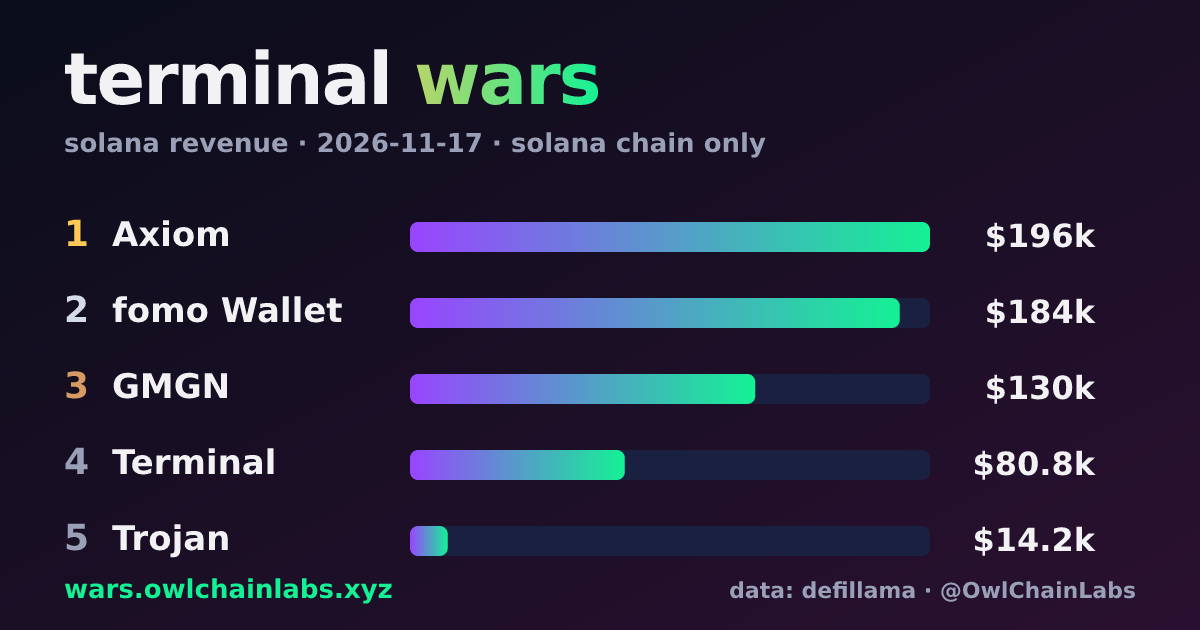 terminal wars
solana revenue · 2026-11-17 · solana chain only
1 Axiom $196k
2 fomo Wallet $184k
3 GMGN $130k
4 Terminal $80.8k
5 Trojan $14.2k
wars.owlchainlabs.xyz data: defillama · @OwlChainLabs